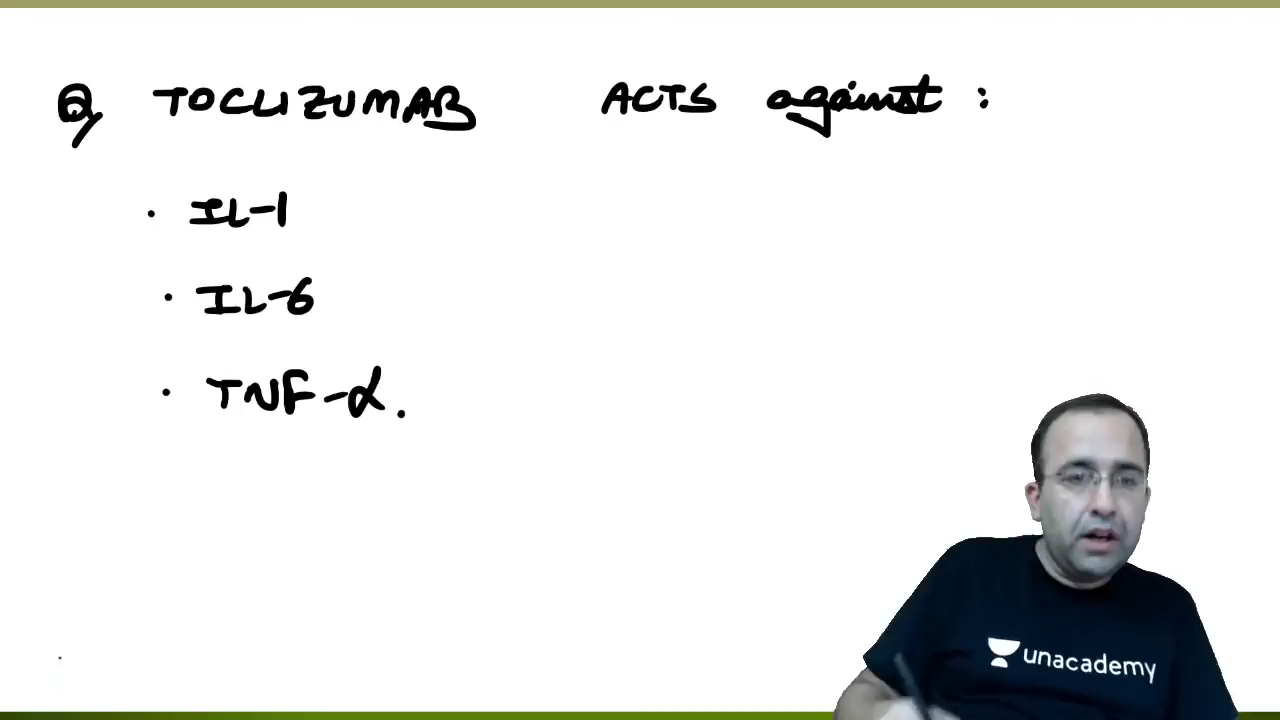 Q TOCLIZUMAB ACTS against :
· IL-1
· IL-6
· TNF-α.
unacademy